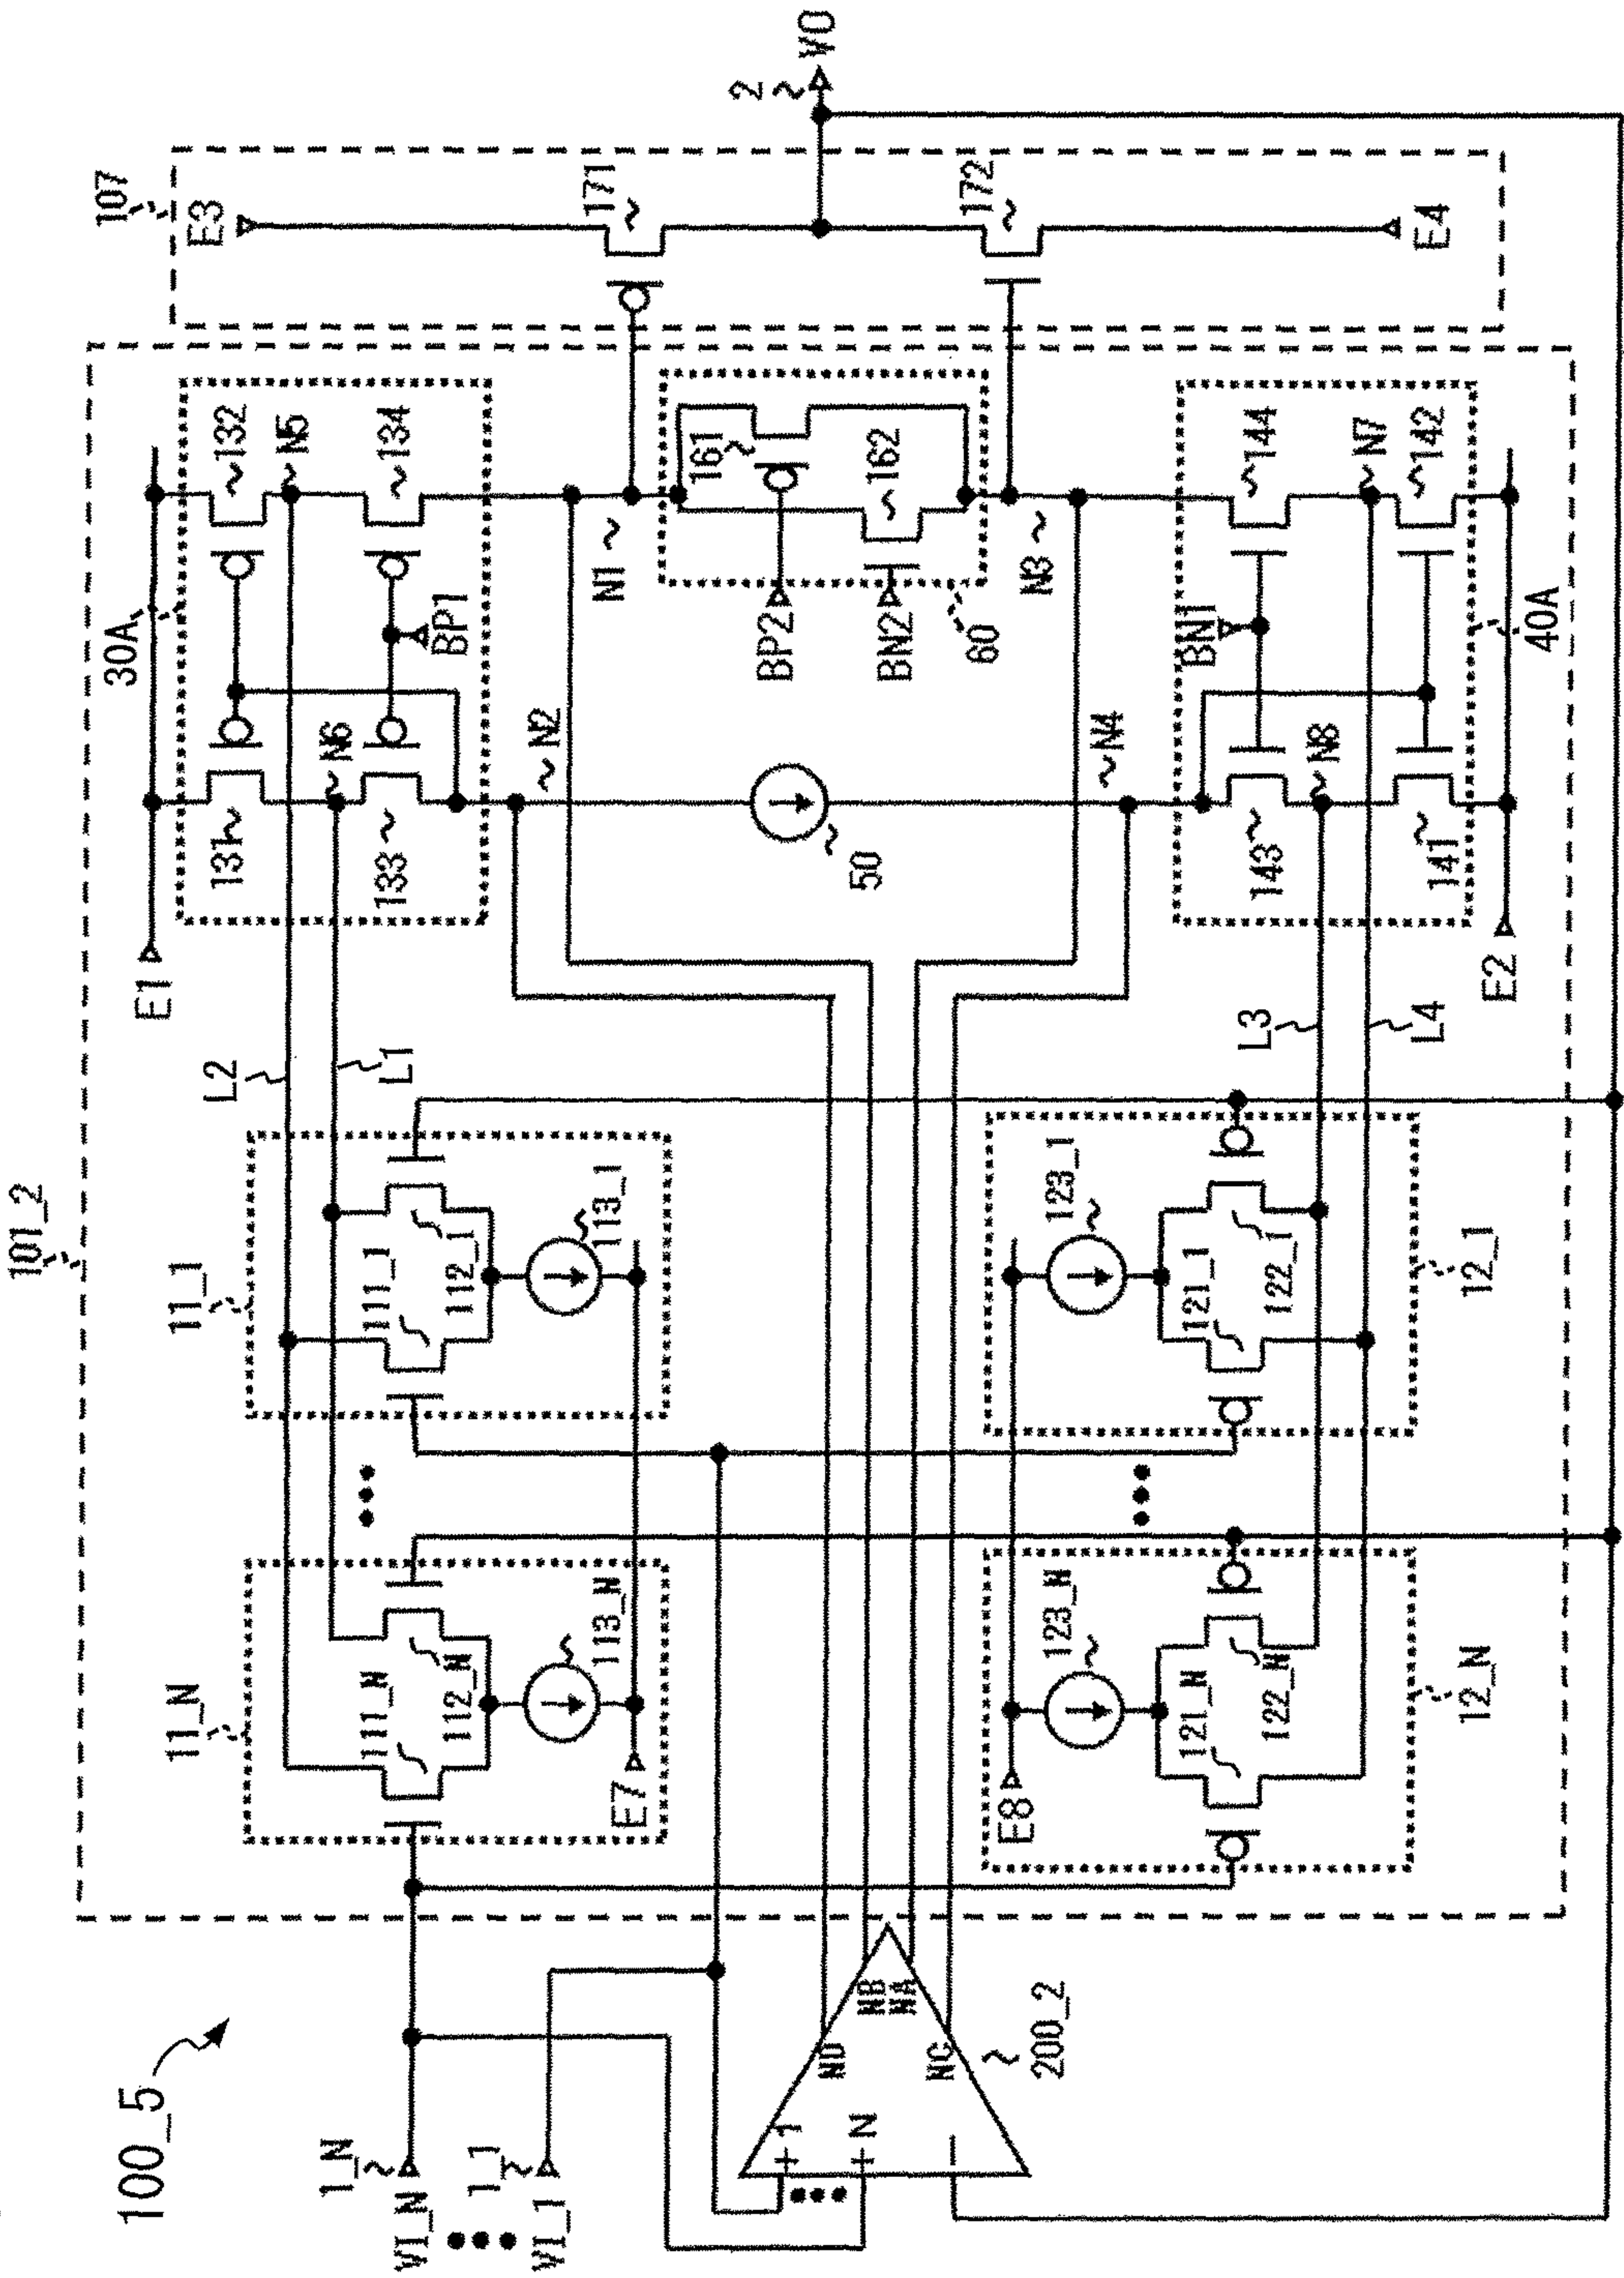 100_5
101_2
107
1_N
VI_N
1_1
VI_1
11_N
111_N
112_N
113_N
E7
11_1
111_1
112_1
113_1
L2
L1
E1
30A
131
132
N5
N6
133
134
BP1
N2
N1
E3
171
2
VO
172
E4
161
162
BP2
BN2
60
N3
50
N4
BN1
144
N7
142
143
N8
141
40A
E2
L3
L4
12_N
121_N
122_N
123_N
E8
12_1
121_1
122_1
123_1
+1
+N
−
ND
NB
NA
NC
200_2